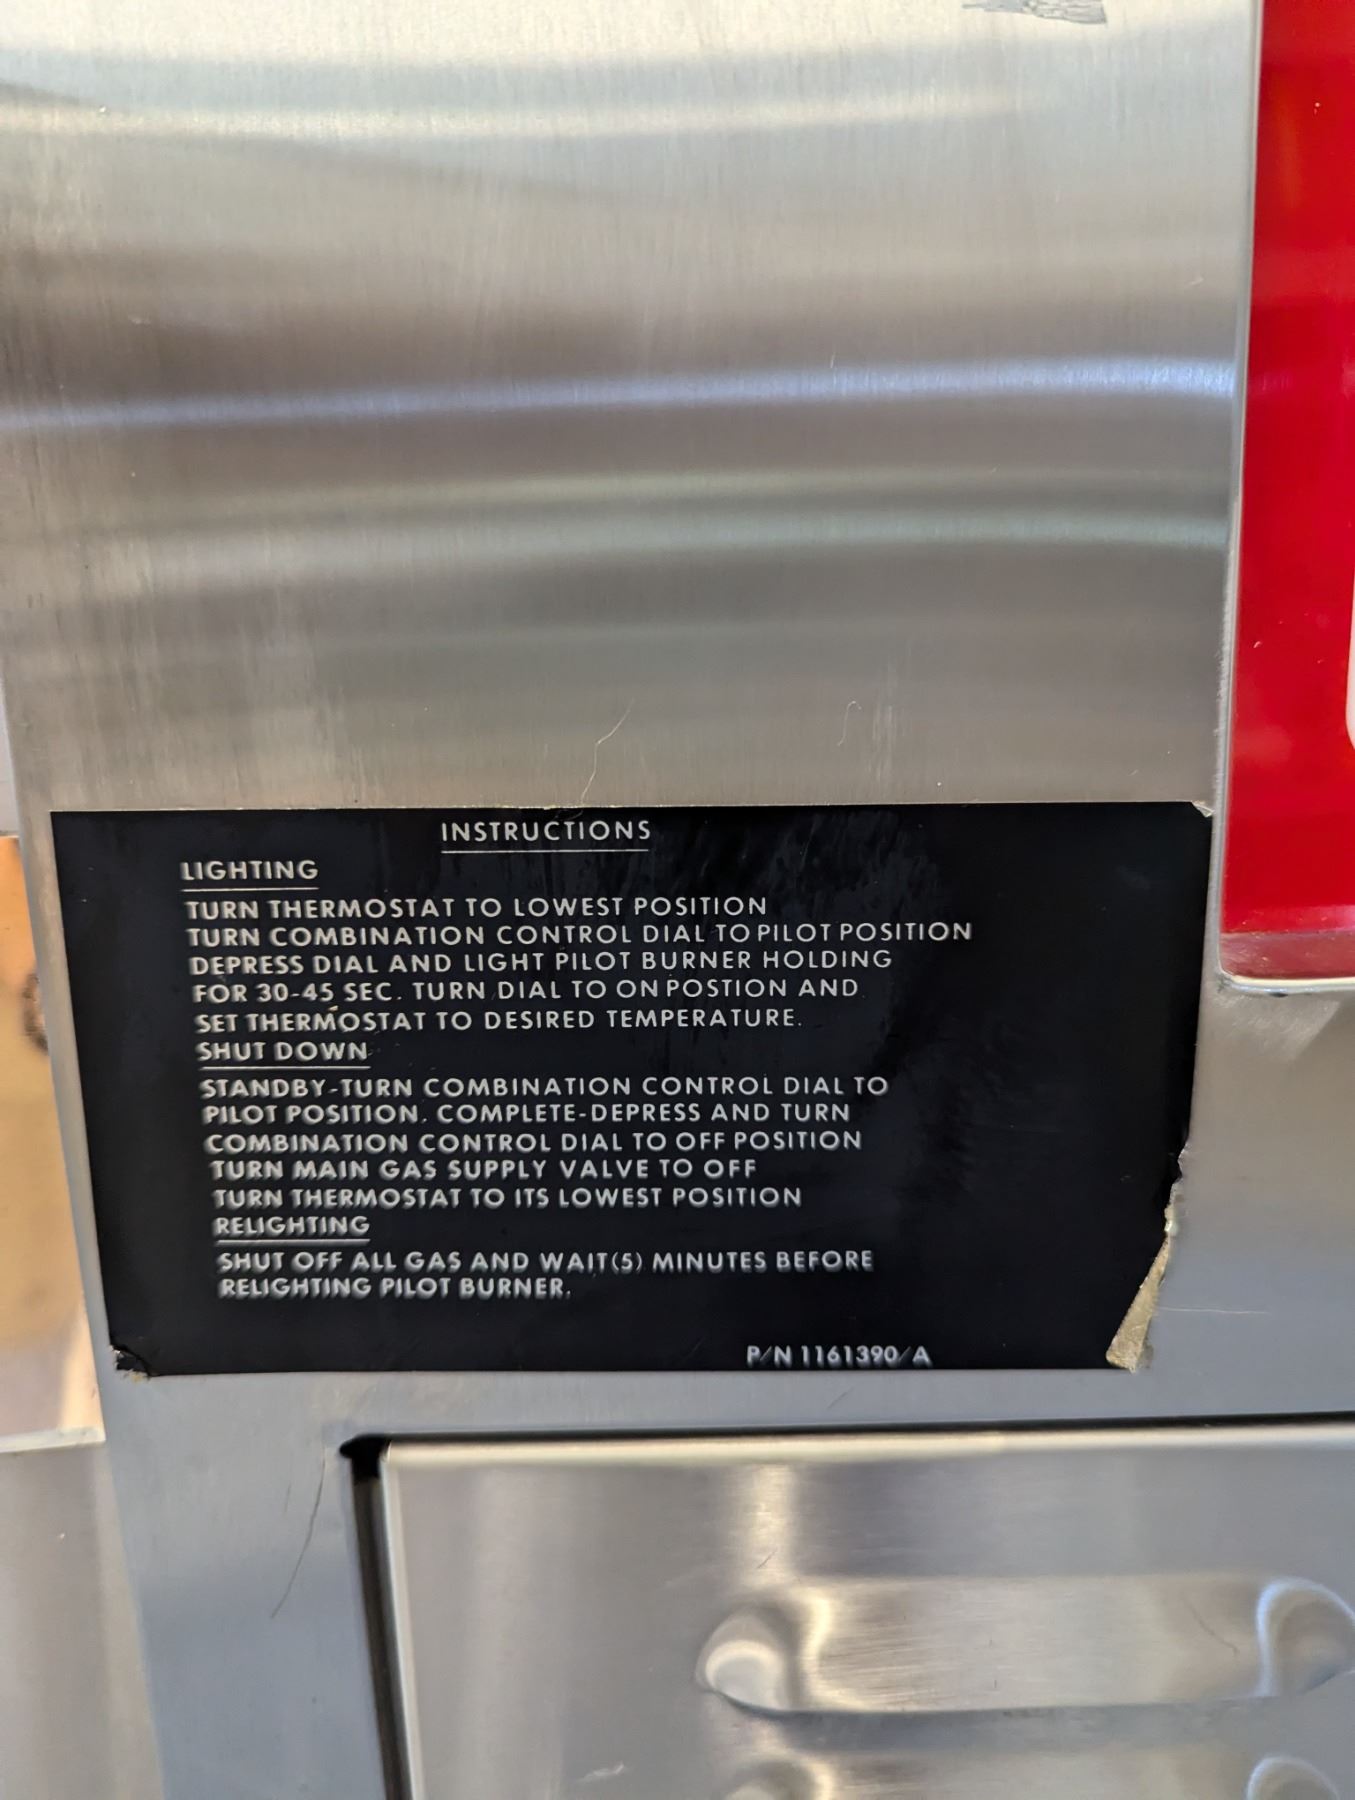 INSTRUCTIONS
LIGHTING
TURN THERMOSTAT TO LOWEST POSITION
TURN COMBINATION CONTROL DIAL TO PILOT POSITION
DEPRESS DIAL AND LIGHT PILOT BURNER HOLDING
FOR 30-45 SEC. TURN DIAL TO ON POSTION AND
SET THERMOSTAT TO DESIRED TEMPERATURE.
SHUT DOWN
STANDBY-TURN COMBINATION CONTROL DIAL TO
PILOT POSITION. COMPLETE-DEPRESS AND TURN
COMBINATION CONTROL DIAL TO OFF POSITION
TURN MAIN GAS SUPPLY VALVE TO OFF
TURN THERMOSTAT TO ITS LOWEST POSITION
RELIGHTING
SHUT OFF ALL GAS AND WAIT(5) MINUTES BEFORE
RELIGHTING PILOT BURNER.
P/N 1161390/A